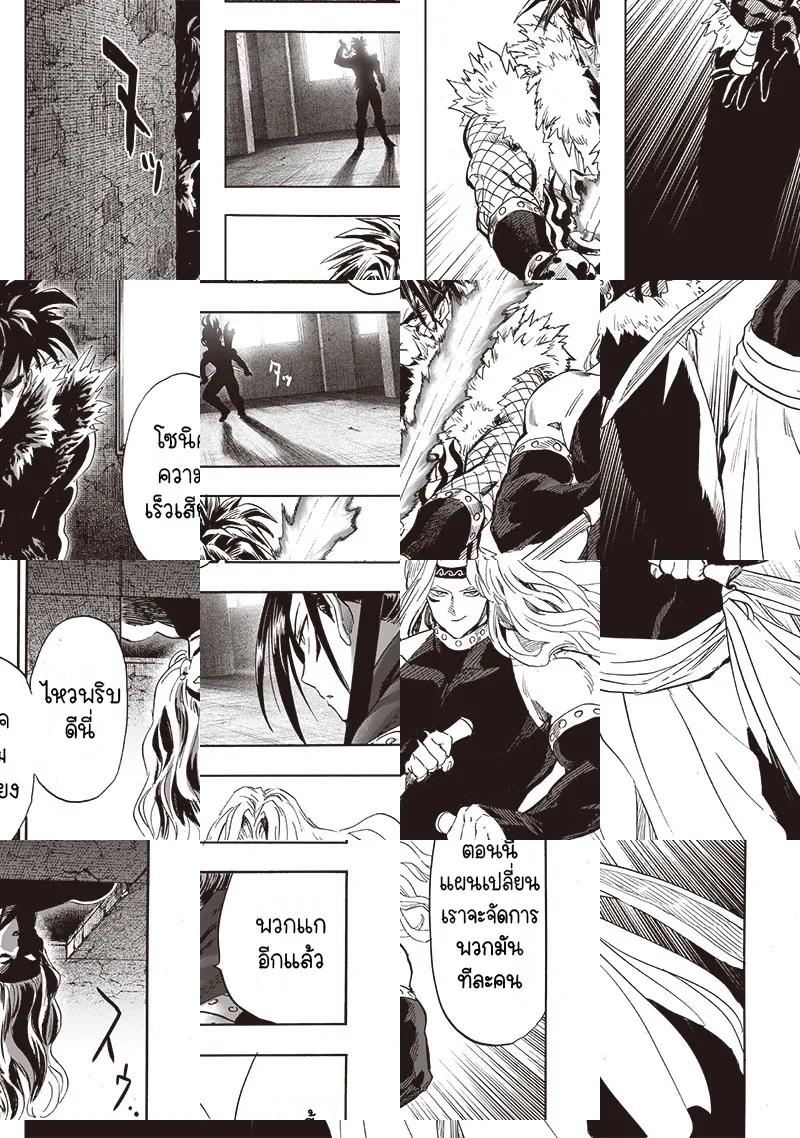 タッ
โซนิค
ความ
เร็วเสียง
タッ
ไหวพริบ
ดีนี่
พวกแก
อีกแล้ว
ตอนนี้
แผนเปลี่ยน
เราจะจัดการ
พวกมัน
ทีละคน
スゥ